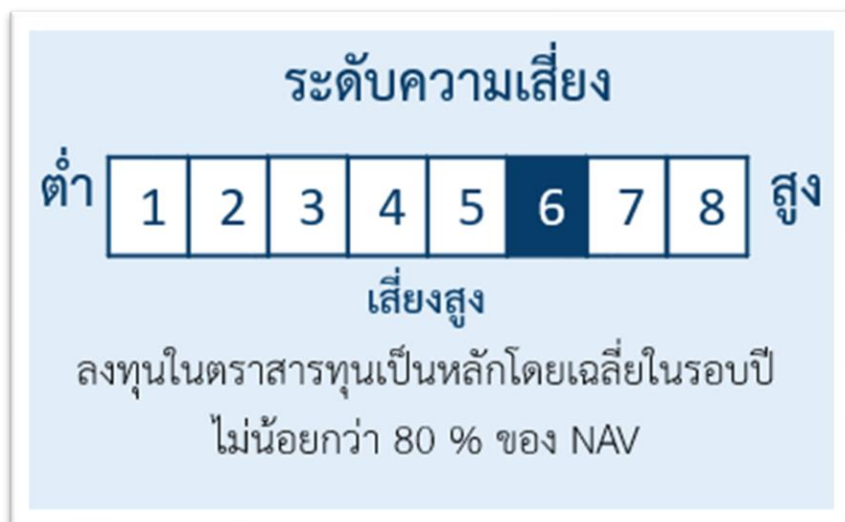 ระดับความเสี่ยง
ต่ำ 1 2 3 4 5 6 7 8 สูง
เสี่ยงสูง
ลงทุนในตราสารทุนเป็นหลักโดยเฉลี่ยในรอบปี
ไม่น้อยกว่า 80 % ของ NAV